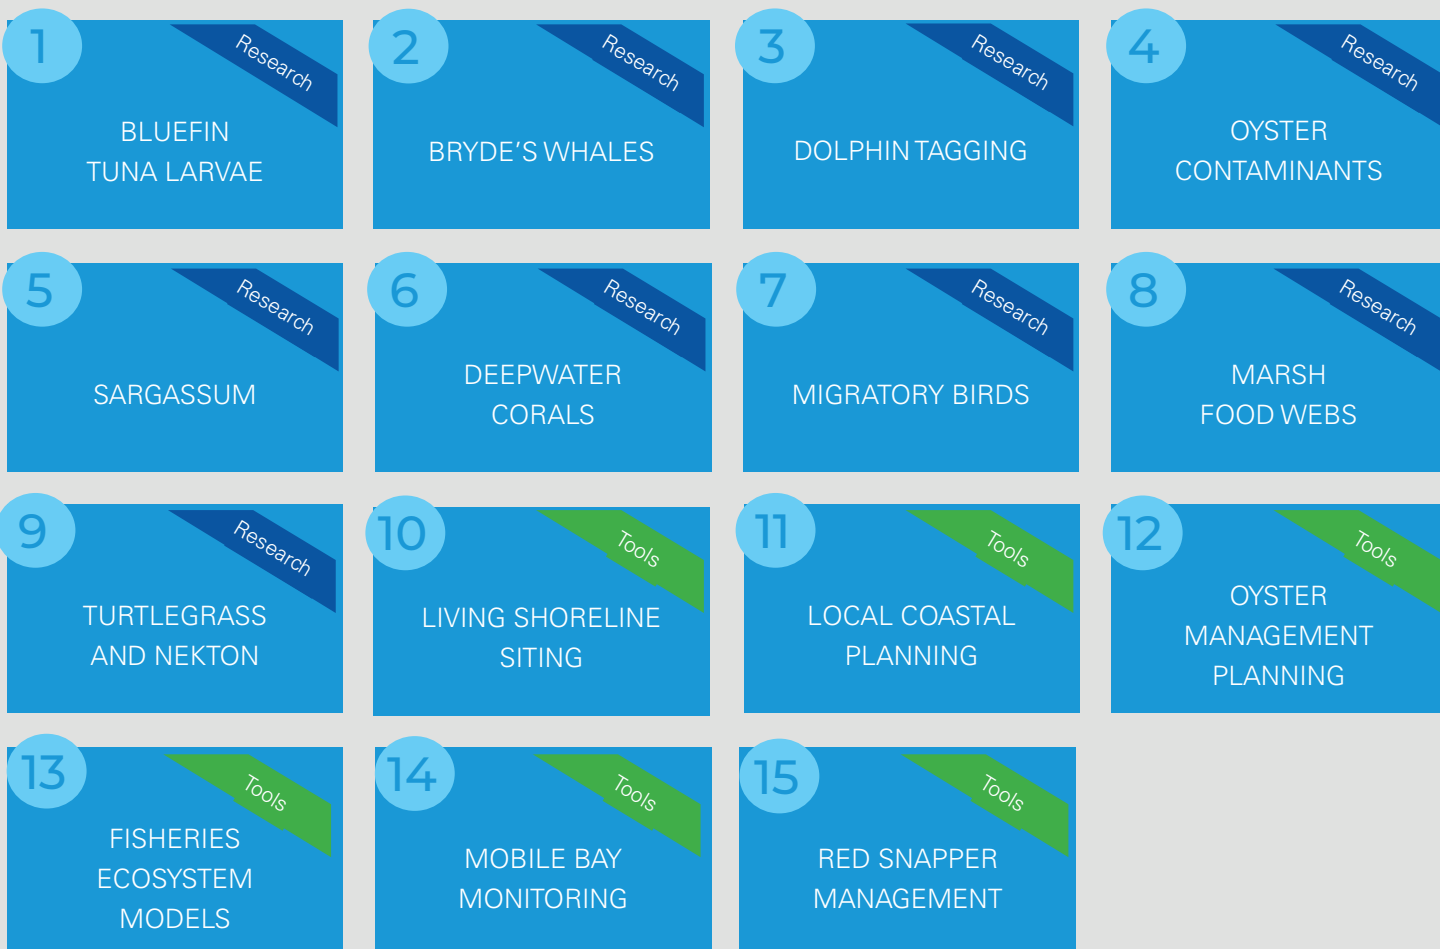 1
Research
BLUEFIN
TUNA LARVAE
2
Research
BRYDE'S WHALES
3
Research
DOLPHIN TAGGING
4
Research
OYSTER
CONTAMINANTS
5
Research
SARGASSUM
6
Research
DEEPWATER
CORALS
7
Research
MIGRATORY BIRDS
8
Research
MARSH
FOOD WEBS
9
Research
TURTLEGRASS
AND NEKTON
10
Tools
LIVING SHORELINE
SITING
11
Tools
LOCAL COASTAL
PLANNING
12
Tools
OYSTER
MANAGEMENT
PLANNING
13
Tools
FISHERIES
ECOSYSTEM
MODELS
14
Tools
MOBILE BAY
MONITORING
15
Tools
RED SNAPPER
MANAGEMENT